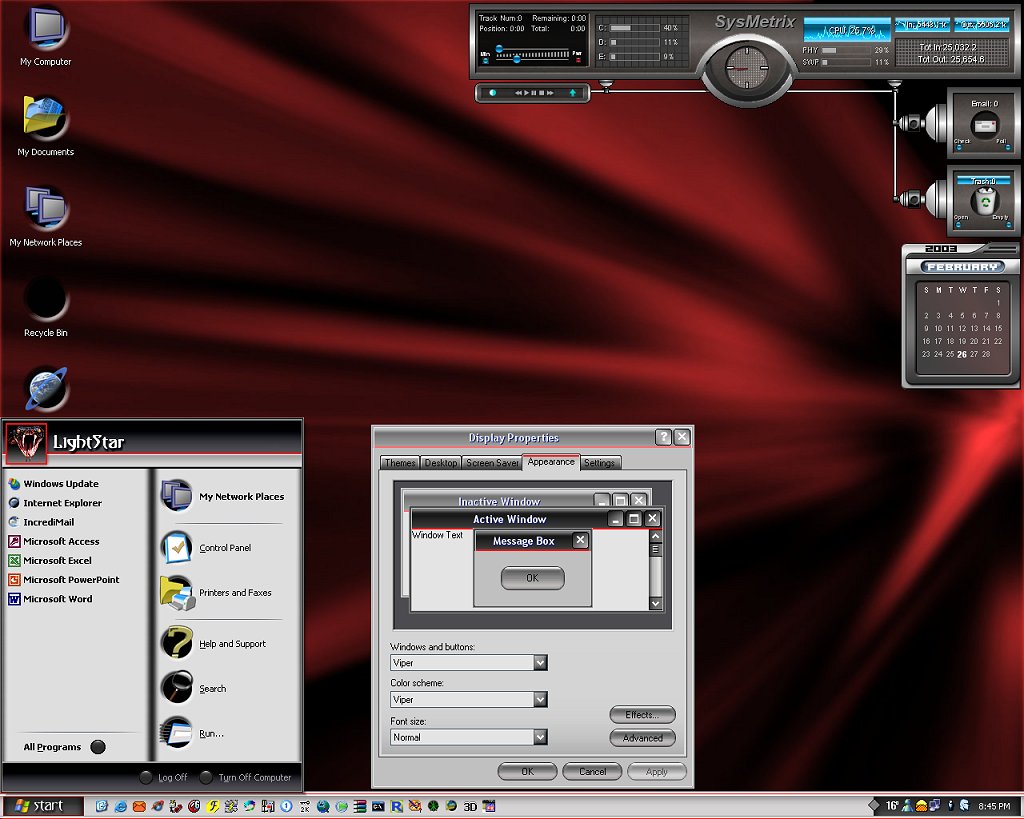 My Computer
My Documents
My Network Places
Recycle Bin
Track Num:0 Remaining: 0:00
Position: 0:00 Total: 0:00
Min
Pwr
C: 40%
D: 11%
E: 9%
SysMetrix
CPU 26.7%
PHY 29%
SWP 11%
Tot In:25,032.2
Tot Out: 25,654.6
Email: 0
Check Poll
Trash:0
Open Empty
2003
FEBRUARY
S M T W T F S
1
2 3 4 5 6 7 8
9 10 11 12 13 14 15
16 17 18 19 20 21 22
23 24 25 26 27 28
LightStar
Windows Update
Internet Explorer
IncrediMail
Microsoft Access
Microsoft Excel
Microsoft PowerPoint
Microsoft Word
All Programs
My Network Places
Control Panel
Printers and Faxes
Help and Support
Search
Run...
Log Off Turn Off Computer
Display Properties
Themes Desktop Screen Saver Appearance Settings
Inactive Window
Active Window
Window Text
Message Box
OK
Windows and buttons:
Viper
Color scheme:
Viper
Font size:
Normal
Effects...
Advanced
OK Cancel Apply
start
3D
16°
8:45 PM